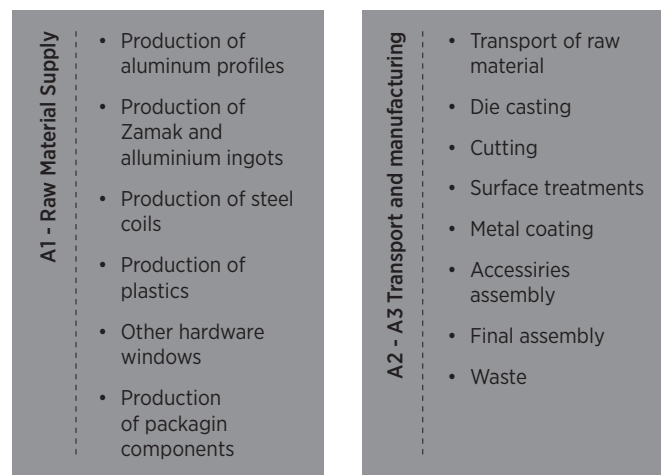 A1 - Raw Material Supply
• Production of
aluminum profiles
• Production of
Zamak and
alluminium ingots
• Production of steel
coils
• Production of
plastics
• Other hardware
windows
• Production
of packagin
components
A2 - A3 Transport and manufacturing
• Transport of raw
material
• Die casting
• Cutting
• Surface treatments
• Metal coating
• Accessiries
assembly
• Final assembly
• Waste